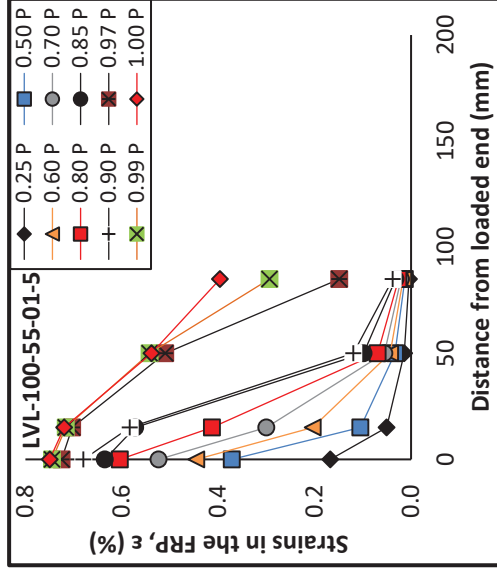 LVL-100-55-01-5
0.25 P
0.50 P
0.60 P
0.70 P
0.80 P
0.85 P
0.90 P
0.97 P
0.99 P
1.00 P
Strains in the FRP, ε (%)
0.8
0.6
0.4
0.2
0.0
0
50
100
150
200
Distance from loaded end (mm)